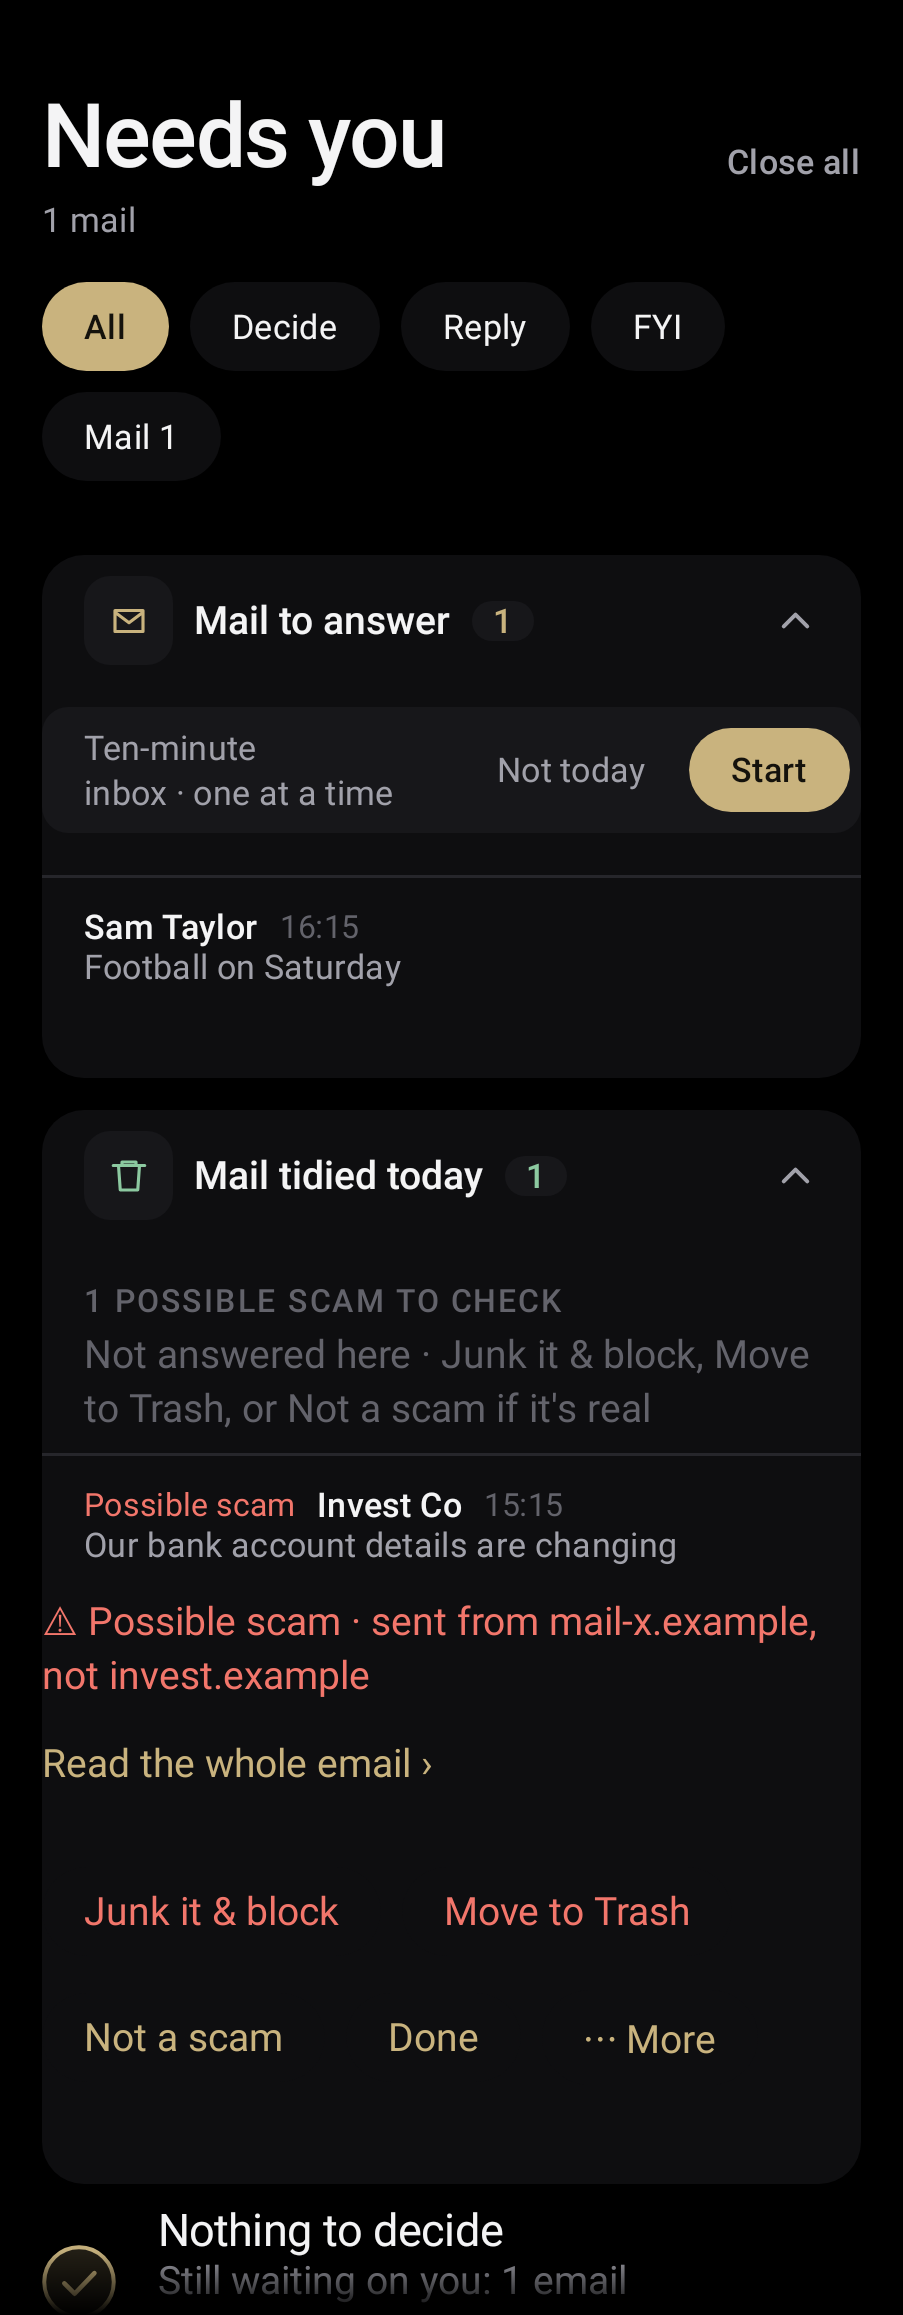 Needs you
Close all
1 mail
All
Decide
Reply
FYI
Mail 1
Mail to answer 1
Ten-minute
inbox · one at a time
Not today
Start
Sam Taylor 16:15
Football on Saturday
Mail tidied today 1
1 POSSIBLE SCAM TO CHECK
Not answered here · Junk it & block, Move
to Trash, or Not a scam if it's real
Possible scam Invest Co 15:15
Our bank account details are changing
⚠ Possible scam · sent from mail-x.example,
not invest.example
Read the whole email ›
Junk it & block
Move to Trash
Not a scam
Done
··· More
Nothing to decide
Still waiting on you: 1 email